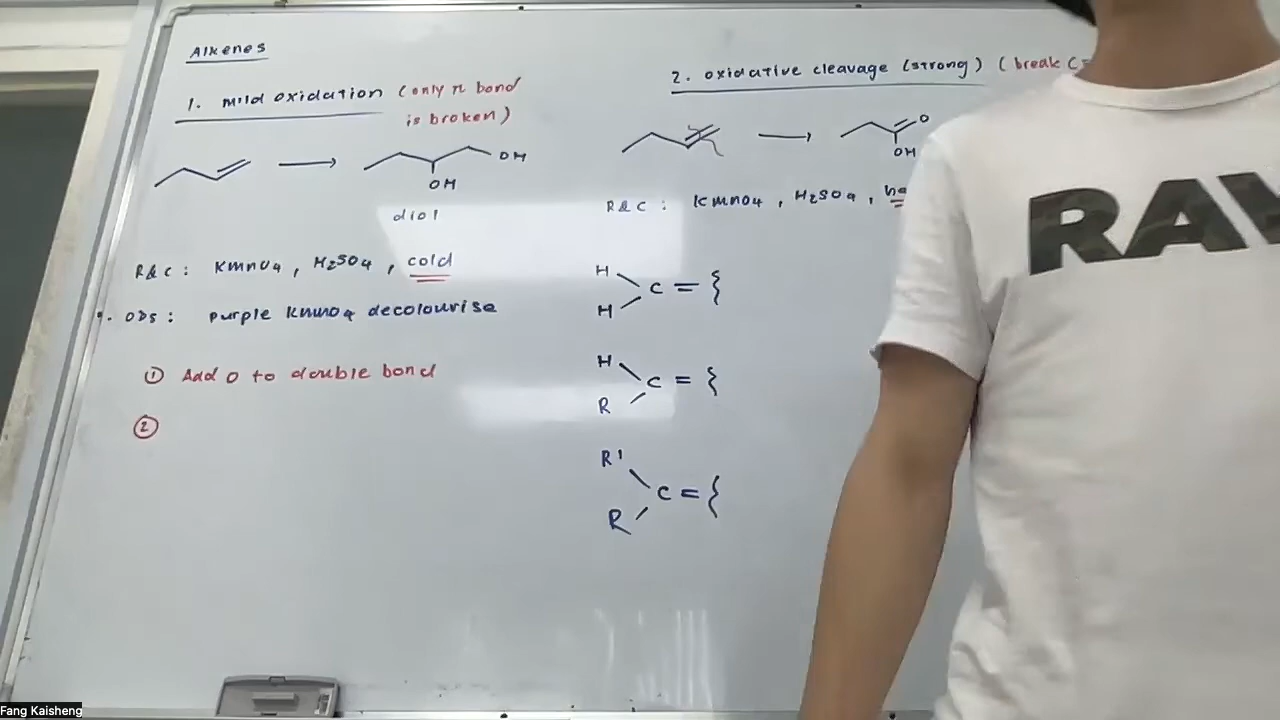 Alkenes
1. mild oxidation (only π bond
is broken)
OH
OH
diol
R&C : KMnO4 , H2SO4 , cold
OBS : purple KMnO4 decolourise
① Add O to double bond
②
2. oxidative cleavage (strong) (break C=
O
OH
R&C : KMnO4 , H2SO4 ,
H
C =
H
H
C =
R
R'
C =
R
RAW
Fang Kaisheng